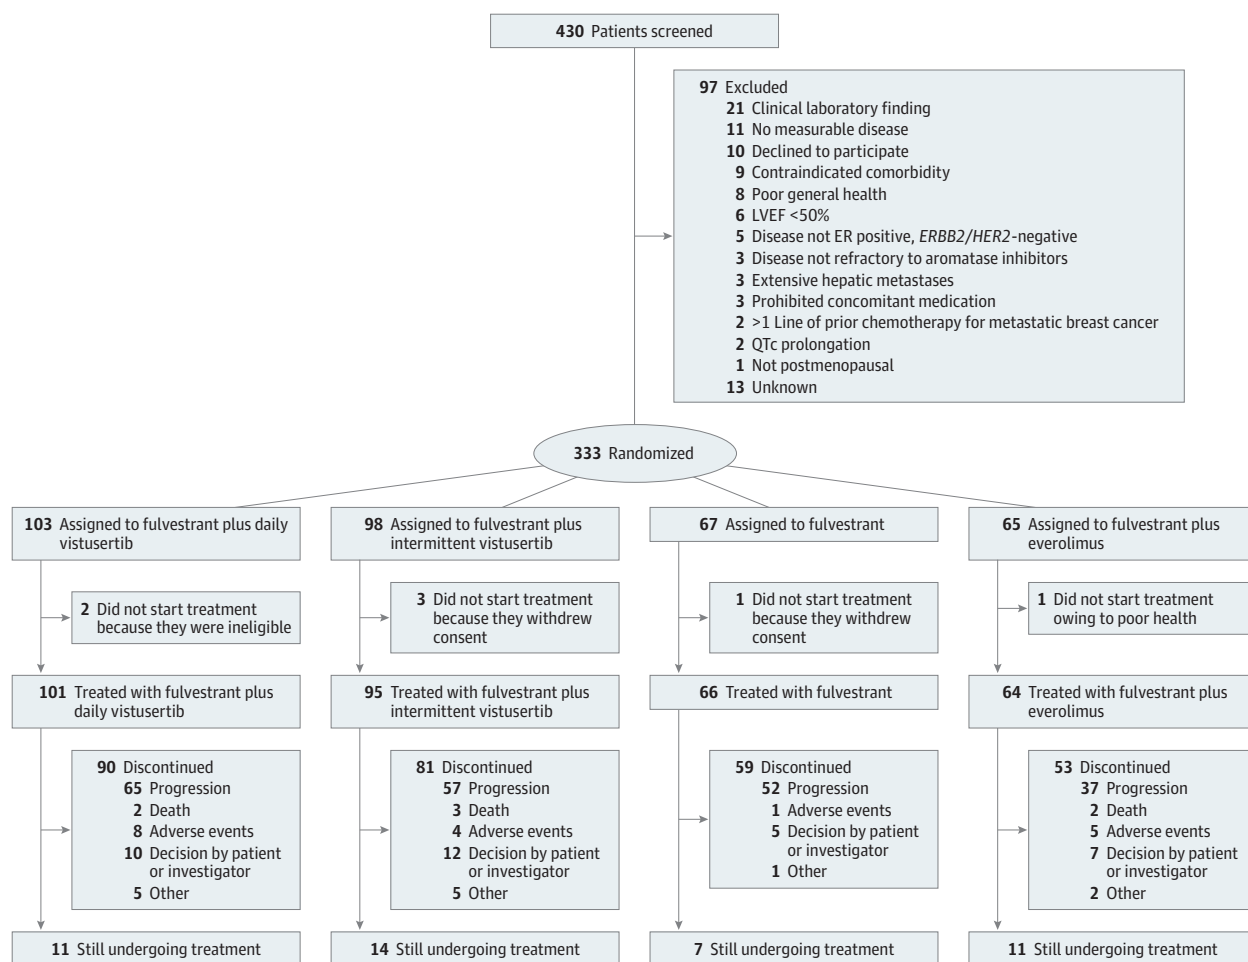 430 Patients screened
97 Excluded
21 Clinical laboratory finding
11 No measurable disease
10 Declined to participate
9 Contraindicated comorbidity
8 Poor general health
6 LVEF <50%
5 Disease not ER positive, ERBB2/HER2-negative
3 Disease not refractory to aromatase inhibitors
3 Extensive hepatic metastases
3 Prohibited concomitant medication
2 >1 Line of prior chemotherapy for metastatic breast cancer
2 QTc prolongation
1 Not postmenopausal
13 Unknown
333 Randomized
103 Assigned to fulvestrant plus daily
vistusertib
98 Assigned to fulvestrant plus
intermittent vistusertib
67 Assigned to fulvestrant
65 Assigned to fulvestrant plus
everolimus
2 Did not start treatment
because they were ineligible
3 Did not start treatment
because they withdrew
consent
1 Did not start treatment
because they withdrew
consent
1 Did not start treatment
owing to poor health
101 Treated with fulvestrant plus
daily vistusertib
95 Treated with fulvestrant plus
intermittent vistusertib
66 Treated with fulvestrant
64 Treated with fulvestrant plus
everolimus
90 Discontinued
65 Progression
2 Death
8 Adverse events
10 Decision by patient
or investigator
5 Other
81 Discontinued
57 Progression
3 Death
4 Adverse events
12 Decision by patient
or investigator
5 Other
59 Discontinued
52 Progression
1 Adverse events
5 Decision by patient
or investigator
1 Other
53 Discontinued
37 Progression
2 Death
5 Adverse events
7 Decision by patient
or investigator
2 Other
11 Still undergoing treatment
14 Still undergoing treatment
7 Still undergoing treatment
11 Still undergoing treatment